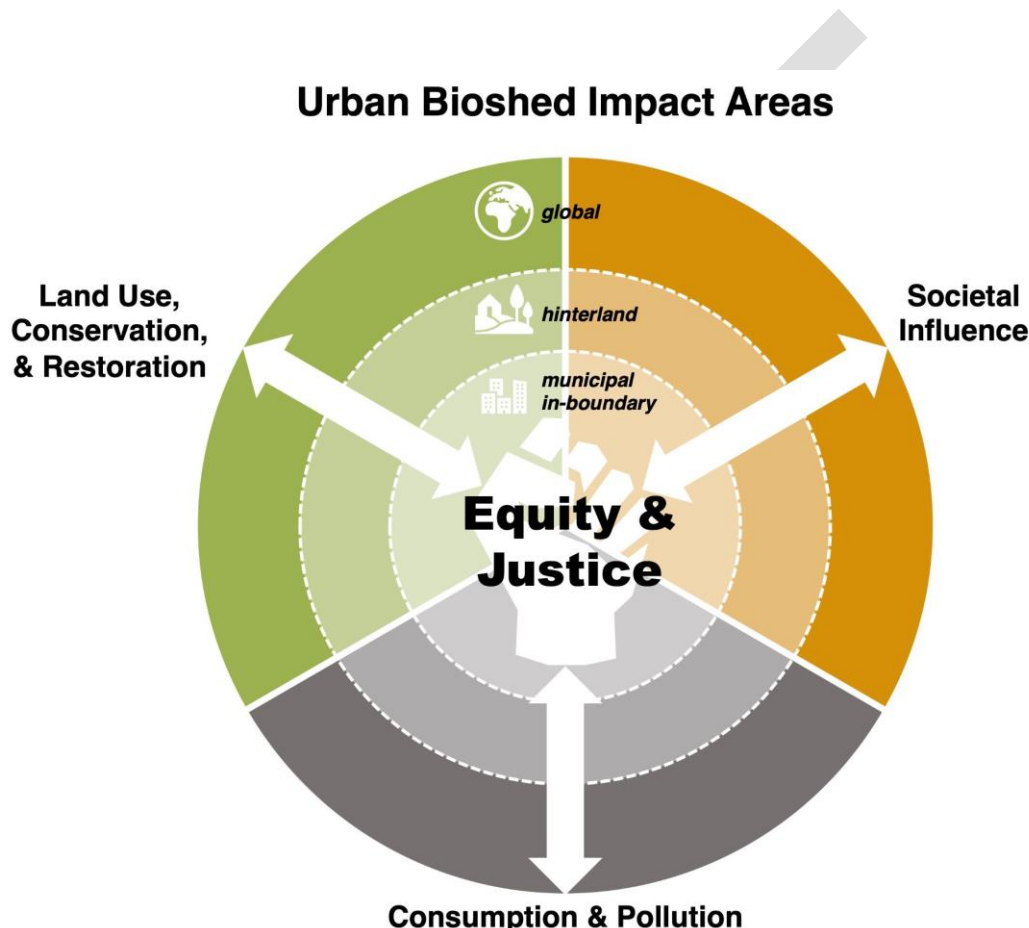 Urban Bioshed Impact Areas
global
hinterland
municipal
in-boundary
Land Use,
Conservation,
& Restoration
Societal
Influence
Equity &
Justice
Consumption & Pollution